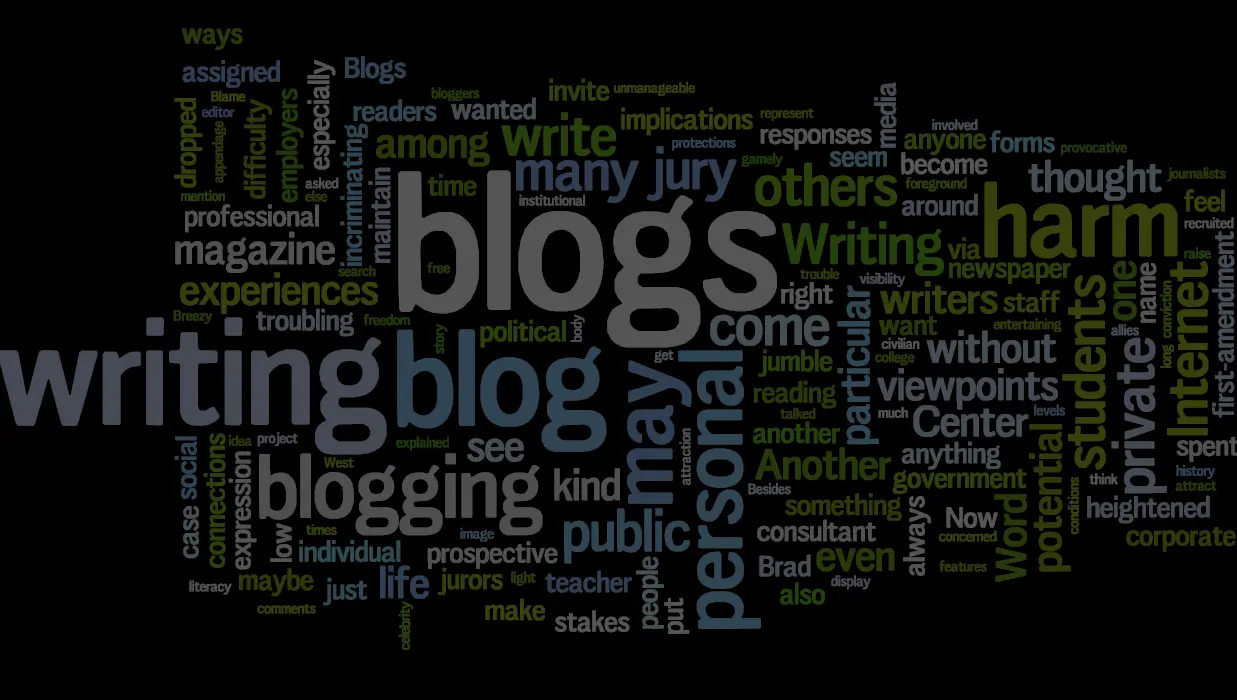 ways
assigned
Blogs
especially
Blame
bloggers
invite
unmanageable
editor
dropped
appendage
difficulty
employers
readers
wanted
implications
represent
media
involved
responses
anyone
forms
provocative
among
write
protections
incriminating
many
jury
gamely
seem
become
thought
journalists
asked
else
maintain
time
institutional
others
foreground
mention
professional
around
harm
feel
recruited
magazine
blogs
Writing
via
raise
first-amendment
search
free
trouble
visibility
newspaper
experiences
right
particular
writers
staff
students
one
name
conviction
Internet
Breezy
troubling
freedom
story
political
body
come
want
entertaining
allies
long
writing
blog
get
may
personal
jumble
civilian
college
without
private
reading
viewpoints
talked
much
Center
levels
case
social
connections
idea
project
explained
see
attraction
another
anything
spent
expression
West
blogging
kind
Another
government
think
history
attract
Besides
something
Word
potential
conditions
heightened
low
times
image
public
consultant
always
Now
concerned
corporate
individual
prospective
Brad
even
features
literacy
maybe
just
life
jurors
light
teacher
people
put
display
also
comments
celebrity
make
stakes